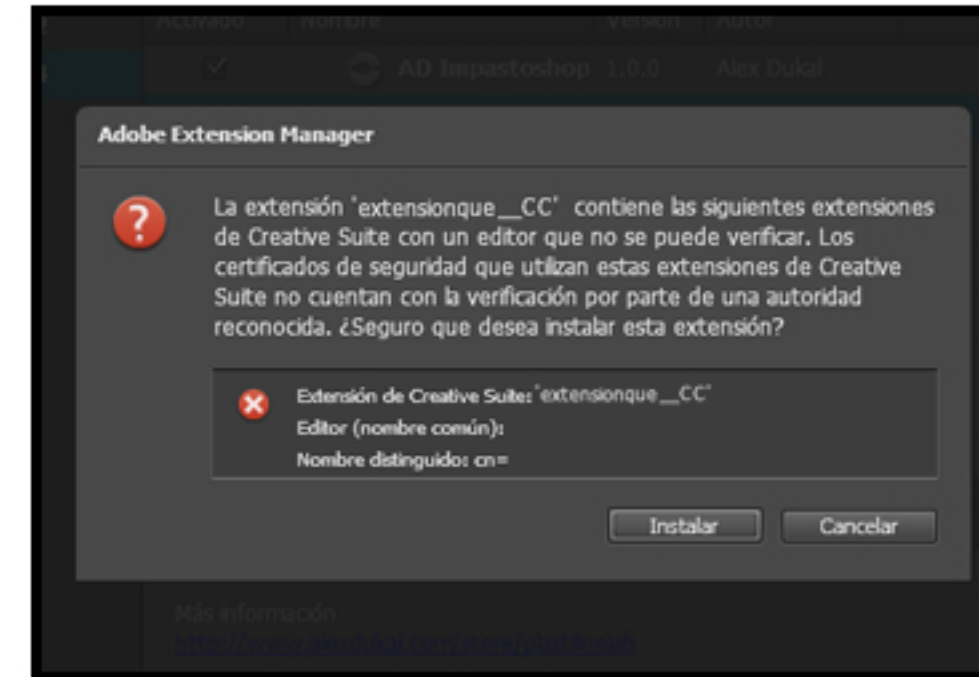 Activado Nombre Versión Autor
AD Impastoshop 1.0.0 Alex Dukal
Adobe Extension Manager
La extensión 'extensionque__CC' contiene las siguientes extensiones
de Creative Suite con un editor que no se puede verificar. Los
certificados de seguridad que utilizan estas extensiones de Creative
Suite no cuentan con la verificación por parte de una autoridad
reconocida. ¿Seguro que desea instalar esta extensión?
Extensión de Creative Suite: 'extensionque__CC'
Editor (nombre común):
Nombre distinguido: cn=
Instalar Cancelar
Más información